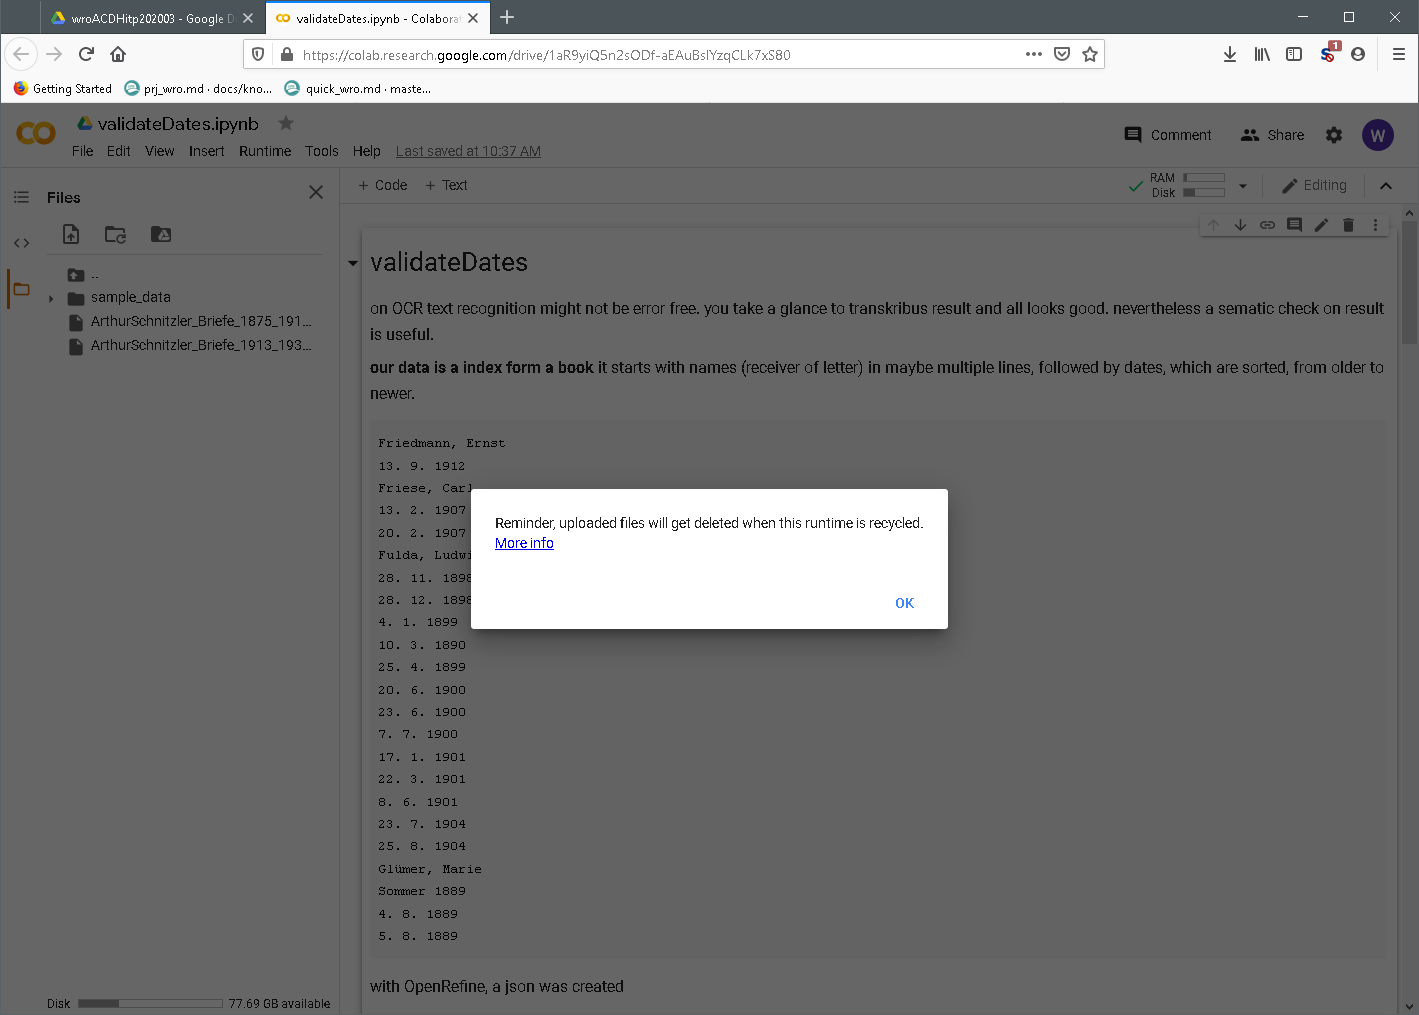 wroACDHitp202003 - Google D
validateDates.ipynb - Colaborat
https://colab.research.google.com/drive/1aR9yiQ5n2sODf-aEAuBslYzqCLk7xS80
1
Getting Started
prj_wro.md · docs/kno...
quick_wro.md · maste...
validateDates.ipynb
Comment
Share
W
File Edit View Insert Runtime Tools Help Last saved at 10:37 AM
Files
+ Code + Text
RAM
Disk
Editing
..
sample_data
ArthurSchnitzler_Briefe_1875_191...
ArthurSchnitzler_Briefe_1913_193...
validateDates
on OCR text recognition might not be error free. you take a glance to transkribus result and all looks good. nevertheless a sematic check on result
is useful.
our data is a index form a book it starts with names (receiver of letter) in maybe multiple lines, followed by dates, which are sorted, from older to
newer.
Friedmann, Ernst
13. 9. 1912
Friese, Carl
13. 2. 1907
20. 2. 1907
Fulda, Ludwi
28. 11. 1898
28. 12. 1898
4. 1. 1899
10. 3. 1890
25. 4. 1899
20. 6. 1900
23. 6. 1900
7. 7. 1900
17. 1. 1901
22. 3. 1901
8. 6. 1901
23. 7. 1904
25. 8. 1904
Glümer, Marie
Sommer 1889
4. 8. 1889
5. 8. 1889
with OpenRefine, a json was created
Reminder, uploaded files will get deleted when this runtime is recycled.
More info
OK
Disk
77.69 GB available